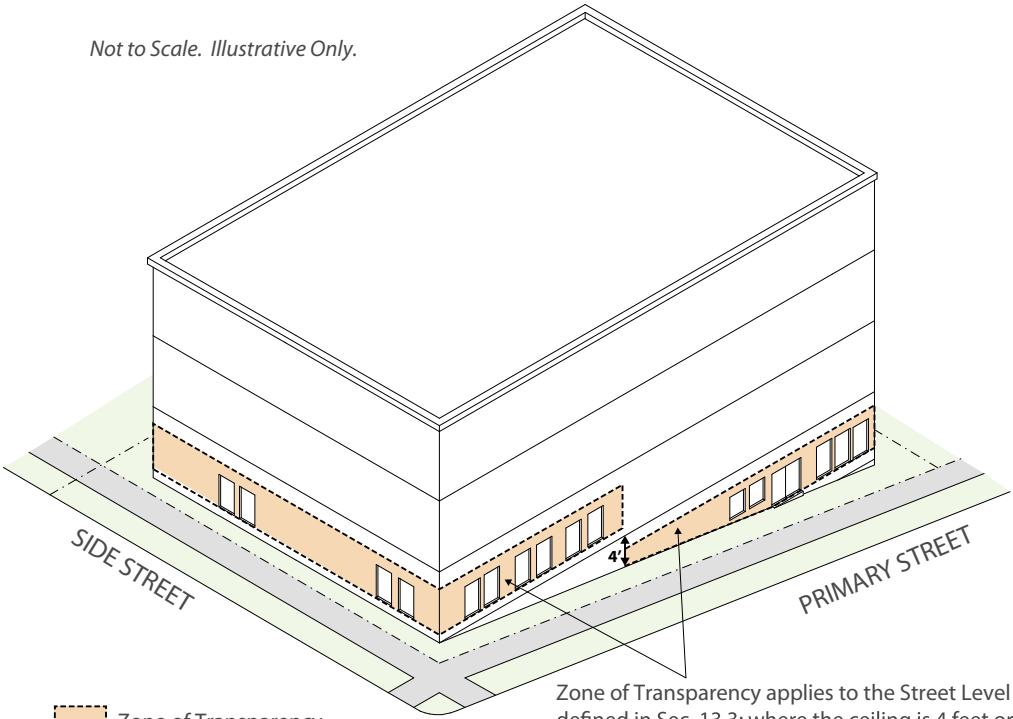 Not to Scale. Illustrative Only.
4'
SIDE STREET
PRIMARY STREET
Zone of Transparency
Zone of Transparency applies to the Street Level
defined in Sec. 13.3; where the ceiling is 4 feet or